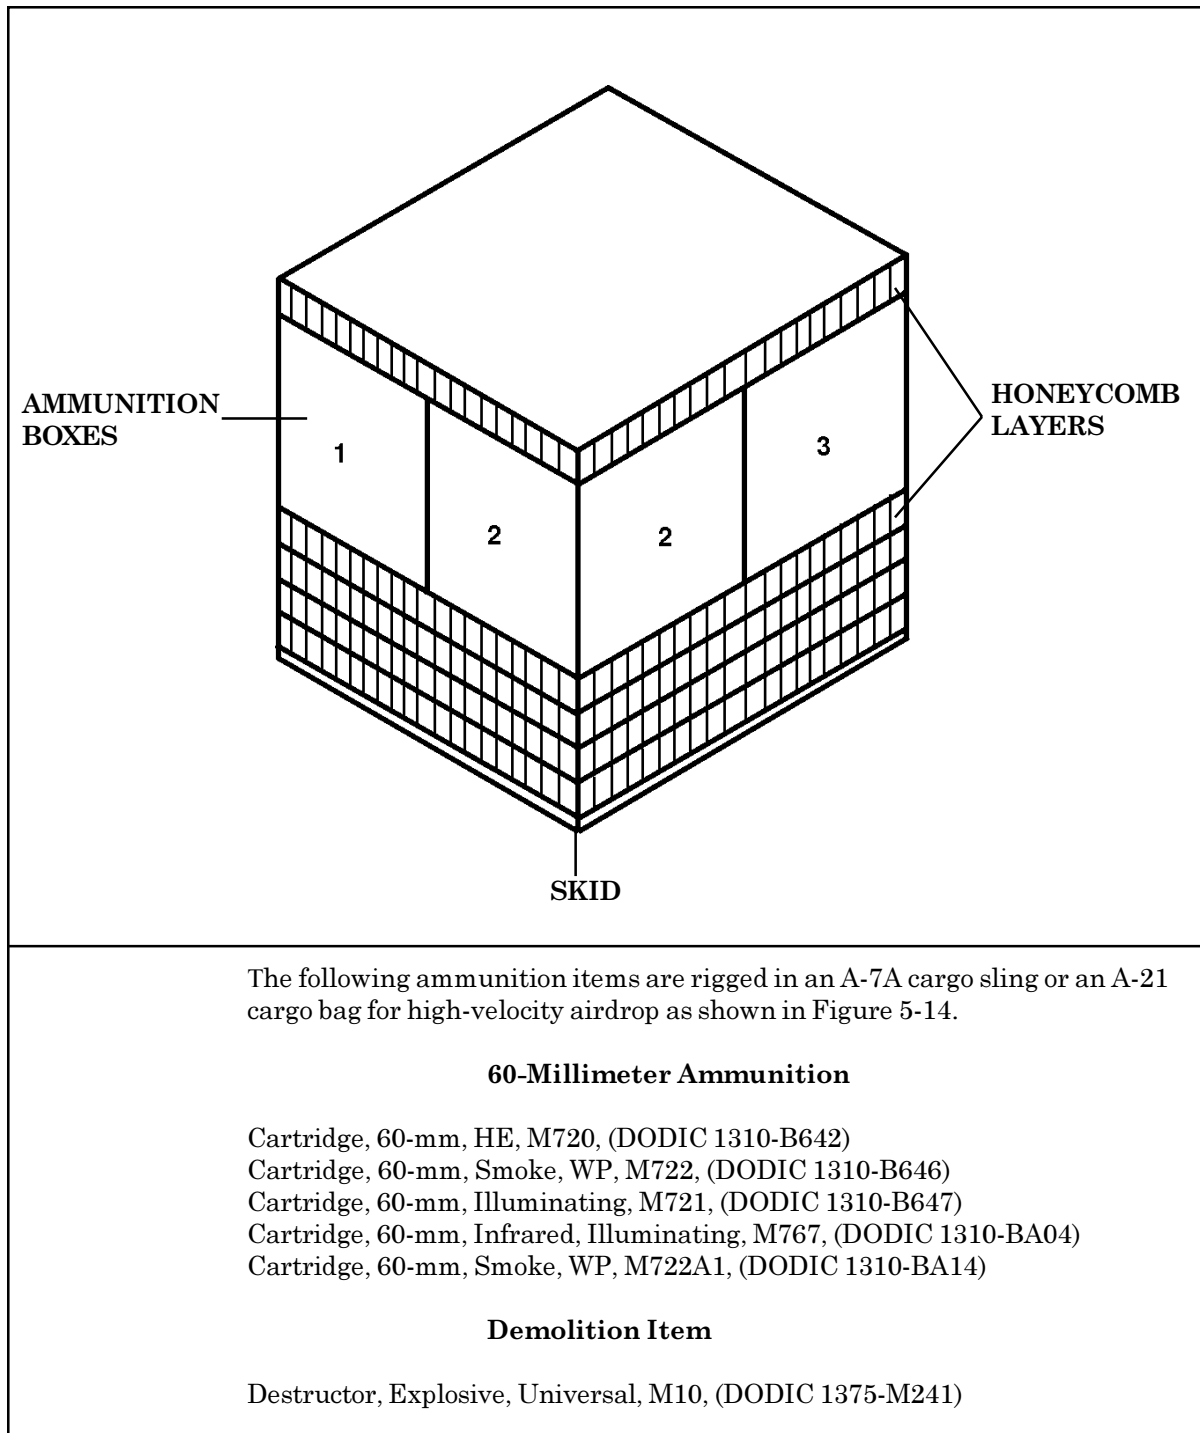 AMMUNITION
BOXES
1
2
2
3
HONEYCOMB
LAYERS
SKID
The following ammunition items are rigged in an A-7A cargo sling or an A-21
cargo bag for high-velocity airdrop as shown in Figure 5-14.
60-Millimeter Ammunition
Cartridge, 60-mm, HE, M720, (DODIC 1310-B642)
Cartridge, 60-mm, Smoke, WP, M722, (DODIC 1310-B646)
Cartridge, 60-mm, Illuminating, M721, (DODIC 1310-B647)
Cartridge, 60-mm, Infrared, Illuminating, M767, (DODIC 1310-BA04)
Cartridge, 60-mm, Smoke, WP, M722A1, (DODIC 1310-BA14)
Demolition Item
Destructor, Explosive, Universal, M10, (DODIC 1375-M241)